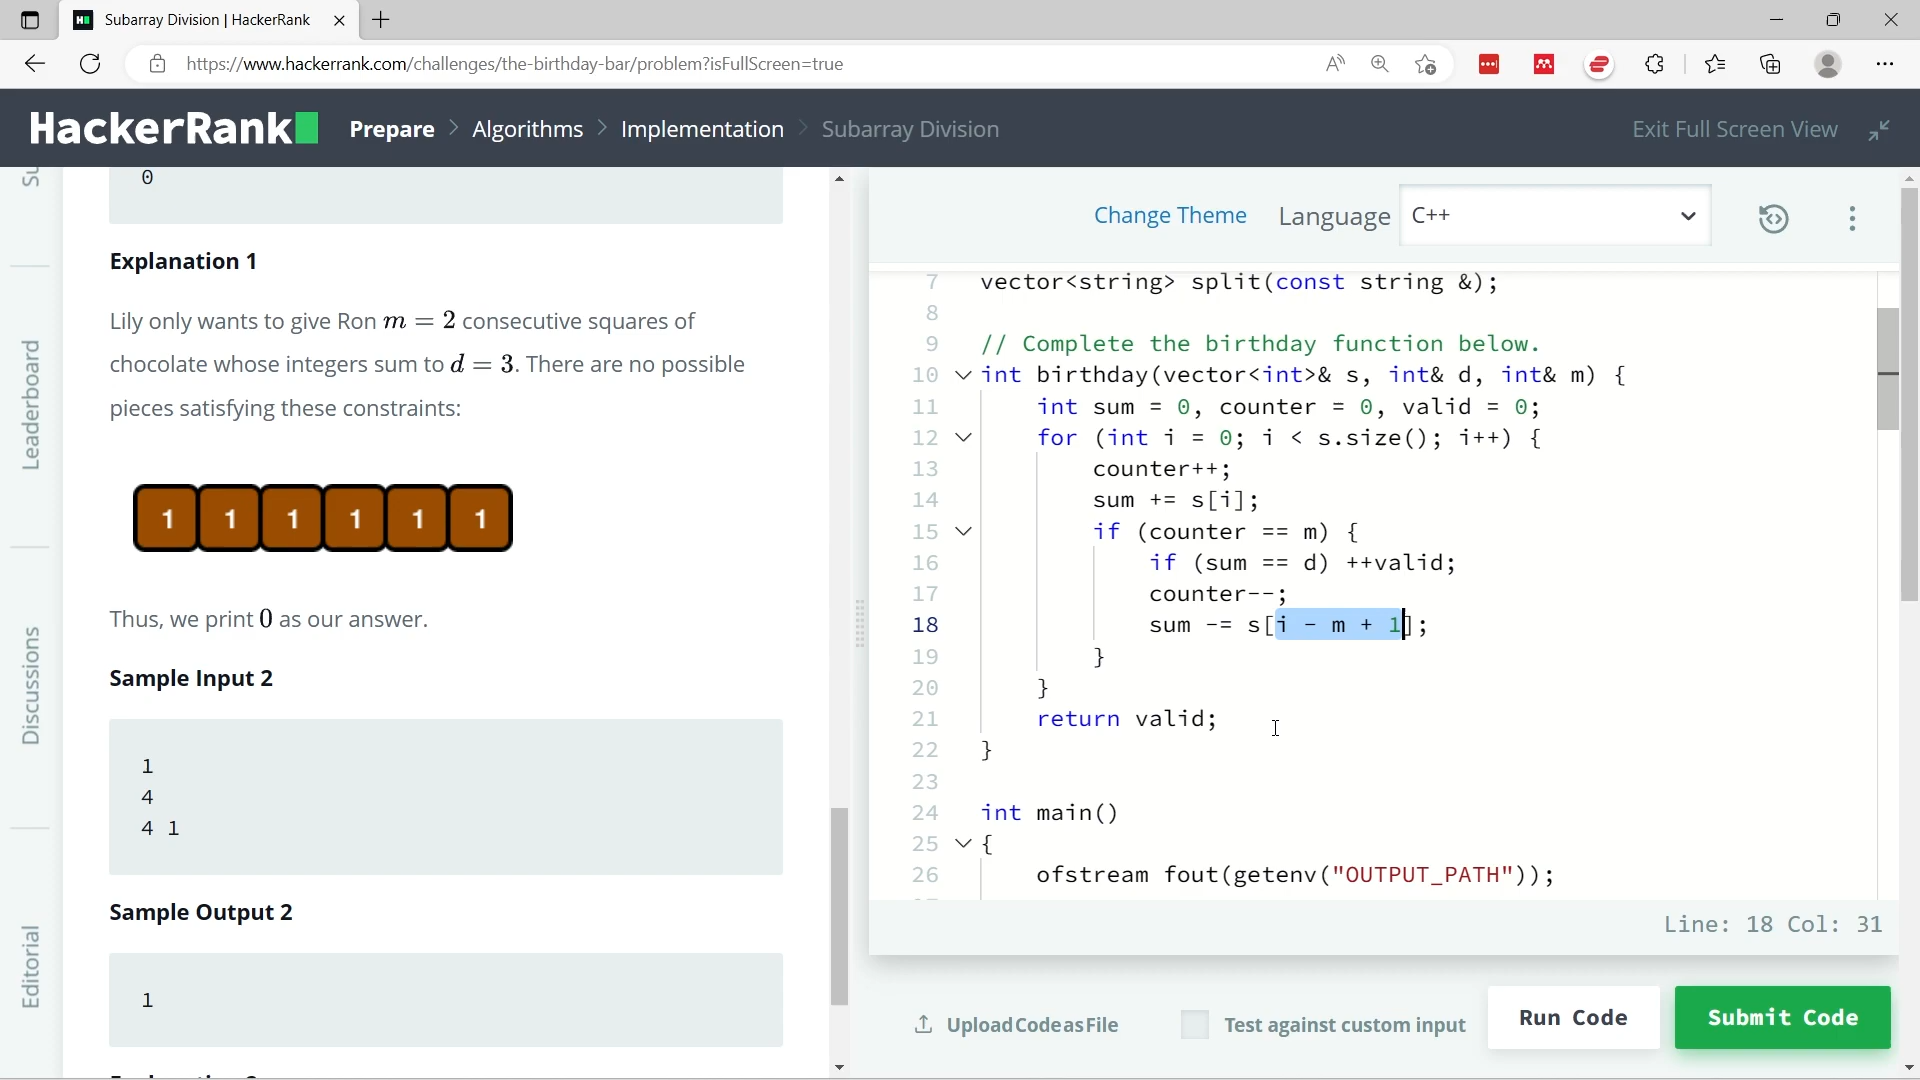 Subarray Division | HackerRank
https://www.hackerrank.com/challenges/the-birthday-bar/problem?isFullScreen=true
HackerRank
Prepare > Algorithms > Implementation > Subarray Division
Exit Full Screen View
Su
Leaderboard
Discussions
Editorial
0
Explanation 1
Lily only wants to give Ron m = 2 consecutive squares of
chocolate whose integers sum to d = 3. There are no possible
pieces satisfying these constraints:
1 1 1 1 1 1
Thus, we print 0 as our answer.
Sample Input 2
1
4
4 1
Sample Output 2
1
Change Theme Language C++
7 vector<string> split(const string &);
8
9 // Complete the birthday function below.
10 int birthday(vector<int>& s, int& d, int& m) {
11 int sum = 0, counter = 0, valid = 0;
12 for (int i = 0; i < s.size(); i++) {
13 counter++;
14 sum += s[i];
15 if (counter == m) {
16 if (sum == d) ++valid;
17 counter--;
18 sum -= s[i - m + 1];
19 }
20 }
21 return valid;
22 }
23
24 int main()
25 {
26 ofstream fout(getenv("OUTPUT_PATH"));
Line: 18 Col: 31
Upload Code as File
Test against custom input
Run Code
Submit Code